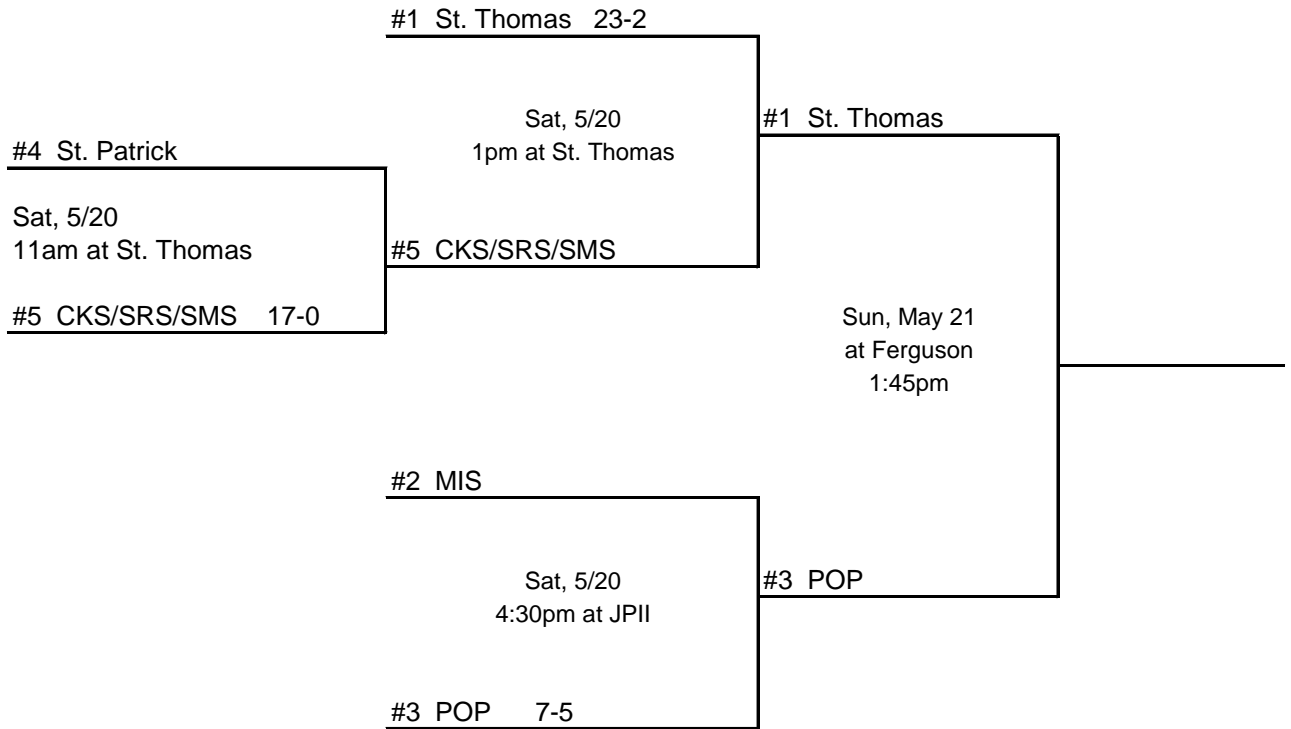 #1 St. Thomas 23-2
Sat, 5/20
1pm at St. Thomas
#1 St. Thomas
#4 St. Patrick
Sat, 5/20
11am at St. Thomas
#5 CKS/SRS/SMS
#5 CKS/SRS/SMS 17-0
Sun, May 21
at Ferguson
1:45pm
#2 MIS
Sat, 5/20
4:30pm at JPII
#3 POP
#3 POP 7-5